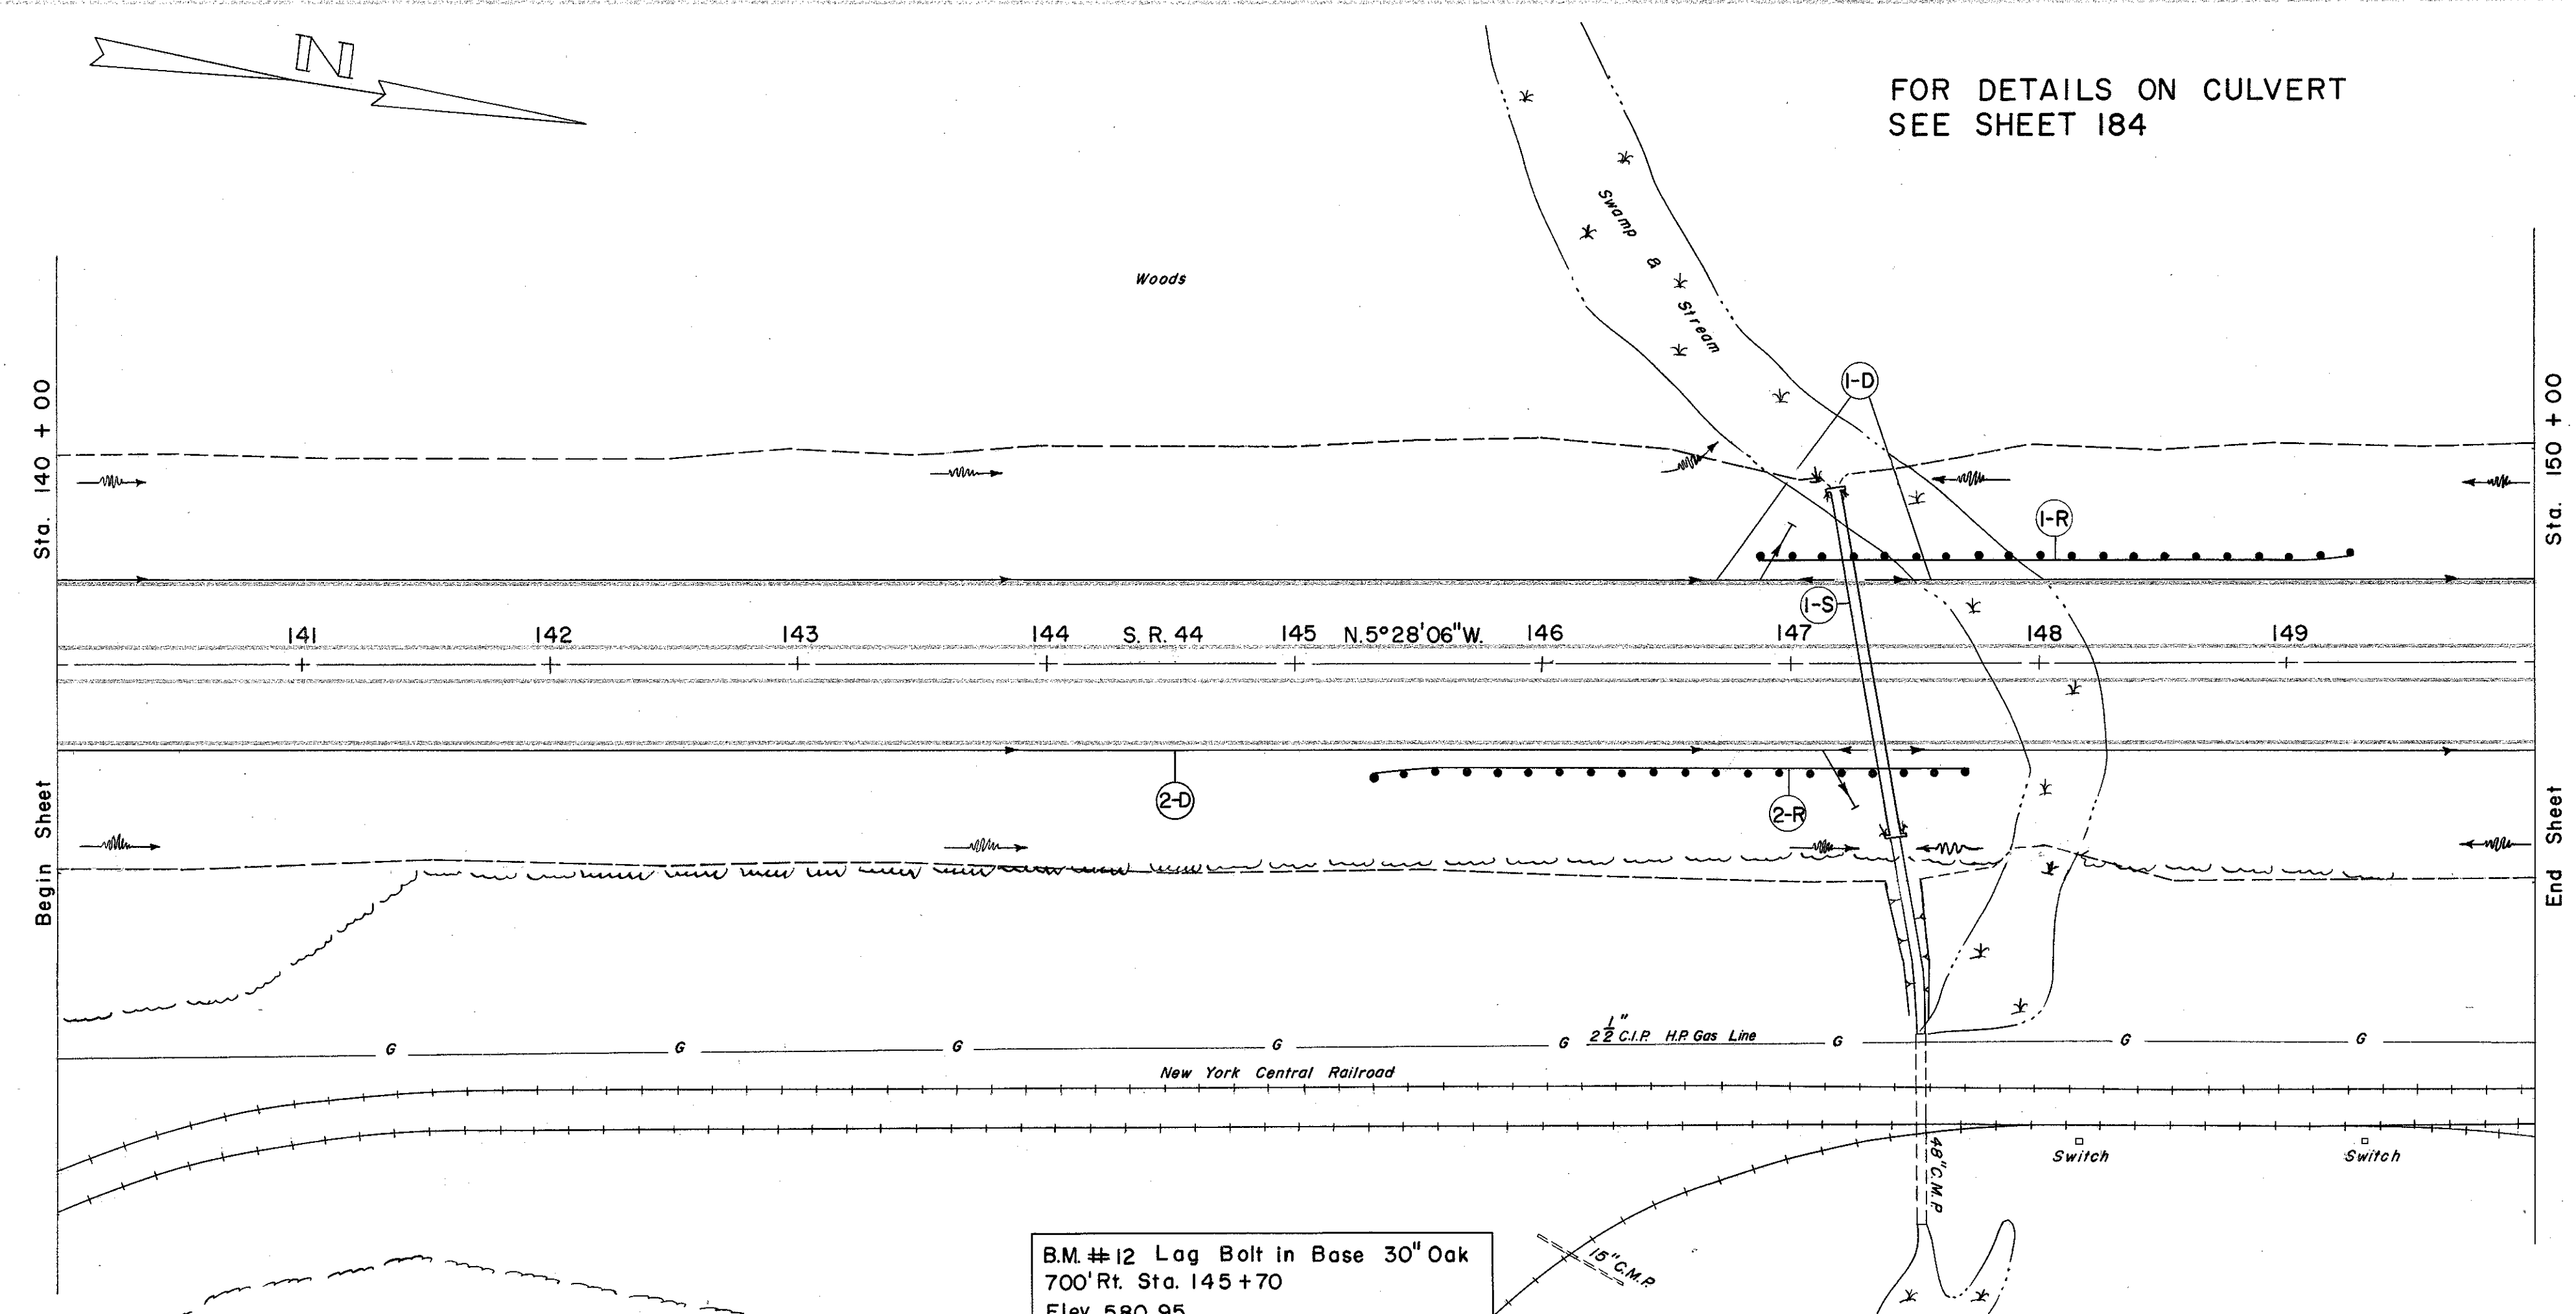 N
FOR DETAILS ON CULVERT
SEE SHEET 184
Swamp & Stream
Woods
1-D
Sta. 140 + 00
Sta. 150 + 00
1-R
1-S
141 142 143 144 S. R. 44 145 N.5°28'06"W. 146 147 148 149
2-D
2-R
Begin Sheet
End Sheet
G G G G G 2 1/2" C.I.P. H.P. Gas Line G G G
New York Central Railroad
48"C.M.P.
Switch Switch
15"C.M.P.
B.M. #12 Lag Bolt in Base 30" Oak
700' Rt. Sta. 145+70
Elev. 580.95